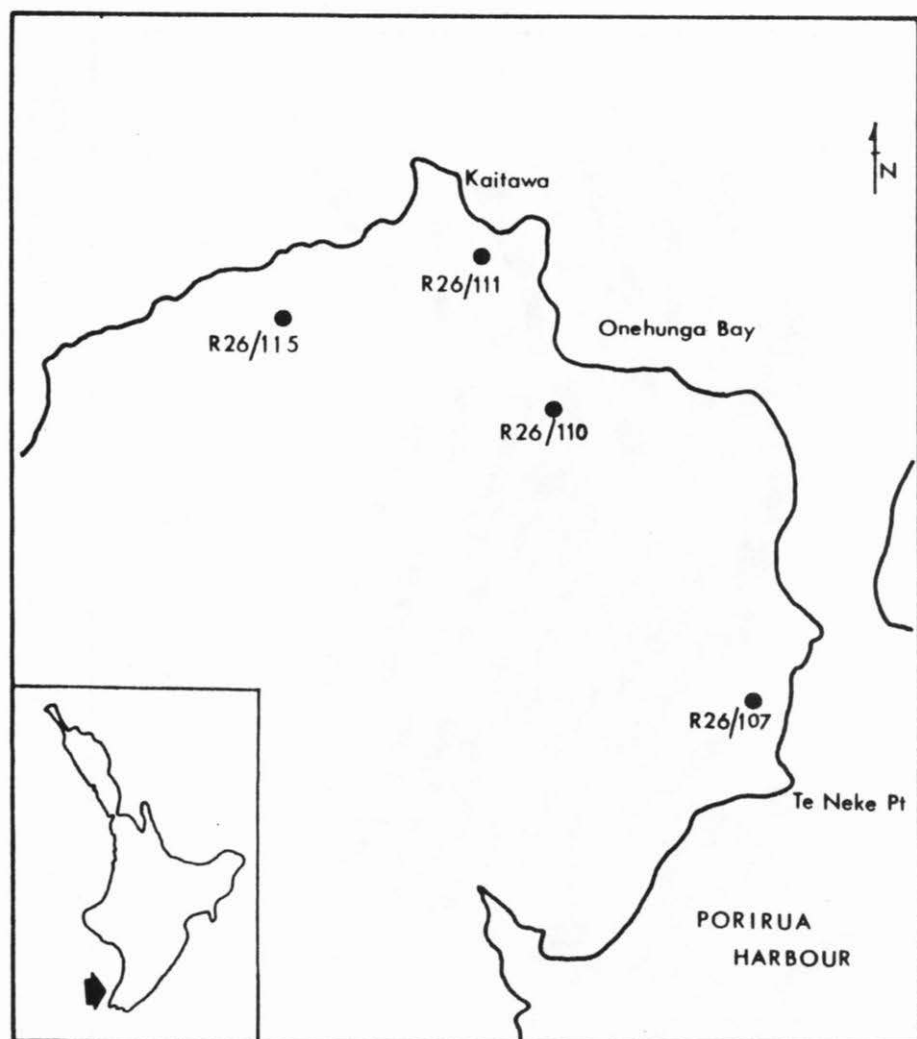 N
Kaitawa
R26/111
Onehunga Bay
R26/115
R26/110
R26/107
Te Neke Pt
PORIRUA
HARBOUR